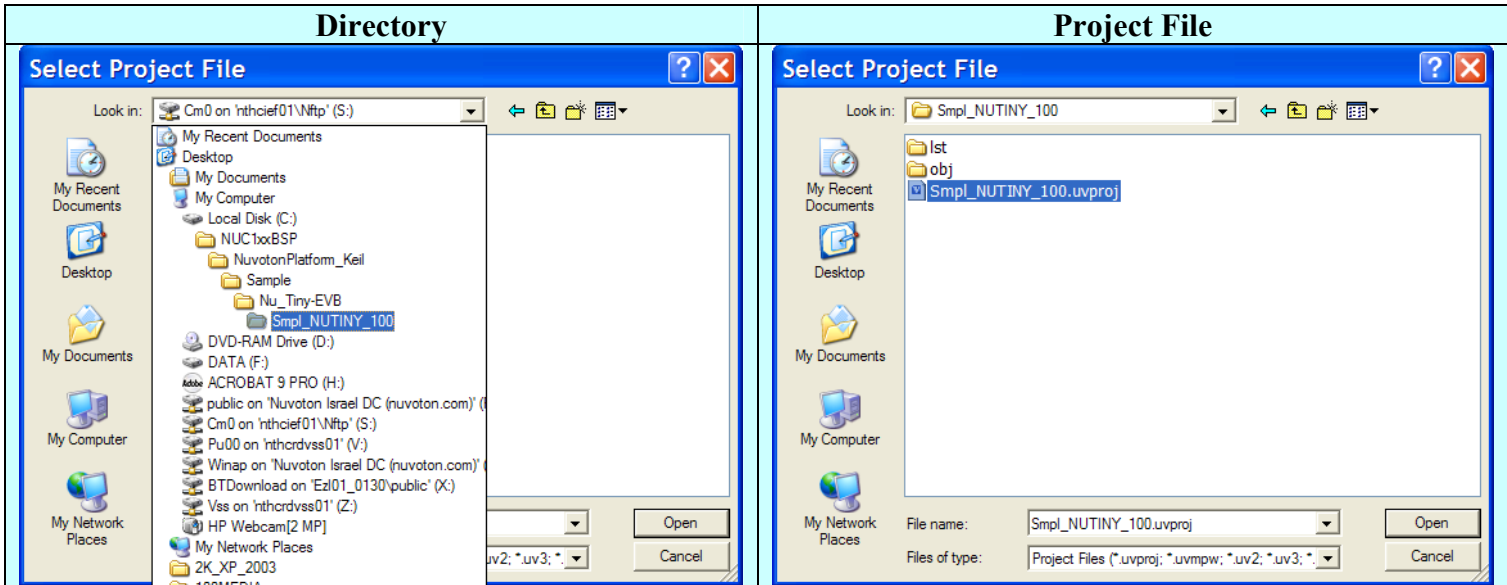 Directory
Select Project File
Look in: Cm0 on 'nthcief01\Nftp' (S:)
My Recent Documents
Desktop
My Documents
My Computer
Local Disk (C:)
NUC1xxBSP
NuvotonPlatform_Keil
Sample
Nu_Tiny-EVB
Smpl_NUTINY_100
DVD-RAM Drive (D:)
DATA (F:)
Adobe ACROBAT 9 PRO (H:)
public on 'Nuvoton Israel DC (nuvoton.com)' (
Cm0 on 'nthcief01\Nftp' (S:)
Pu00 on 'nthcrdvss01' (V:)
Winap on 'Nuvoton Israel DC (nuvoton.com)' (
BTDownload on 'Ezl01_0130\public' (X:)
Vss on 'nthcrdvss01' (Z:)
HP Webcam[2 MP]
My Network Places
2K_XP_2003
My Recent
Documents
Desktop
My Documents
My Computer
My Network
Places
Open
uv2; *.uv3; *.
Cancel
Project File
Select Project File
Look in: Smpl_NUTINY_100
lst
obj
Smpl_NUTINY_100.uvproj
My Recent
Documents
Desktop
My Documents
My Computer
My Network
Places
File name: Smpl_NUTINY_100.uvproj Open
Files of type: Project Files (*.uvproj; *.uvmpw; *.uv2; *.uv3; *. Cancel